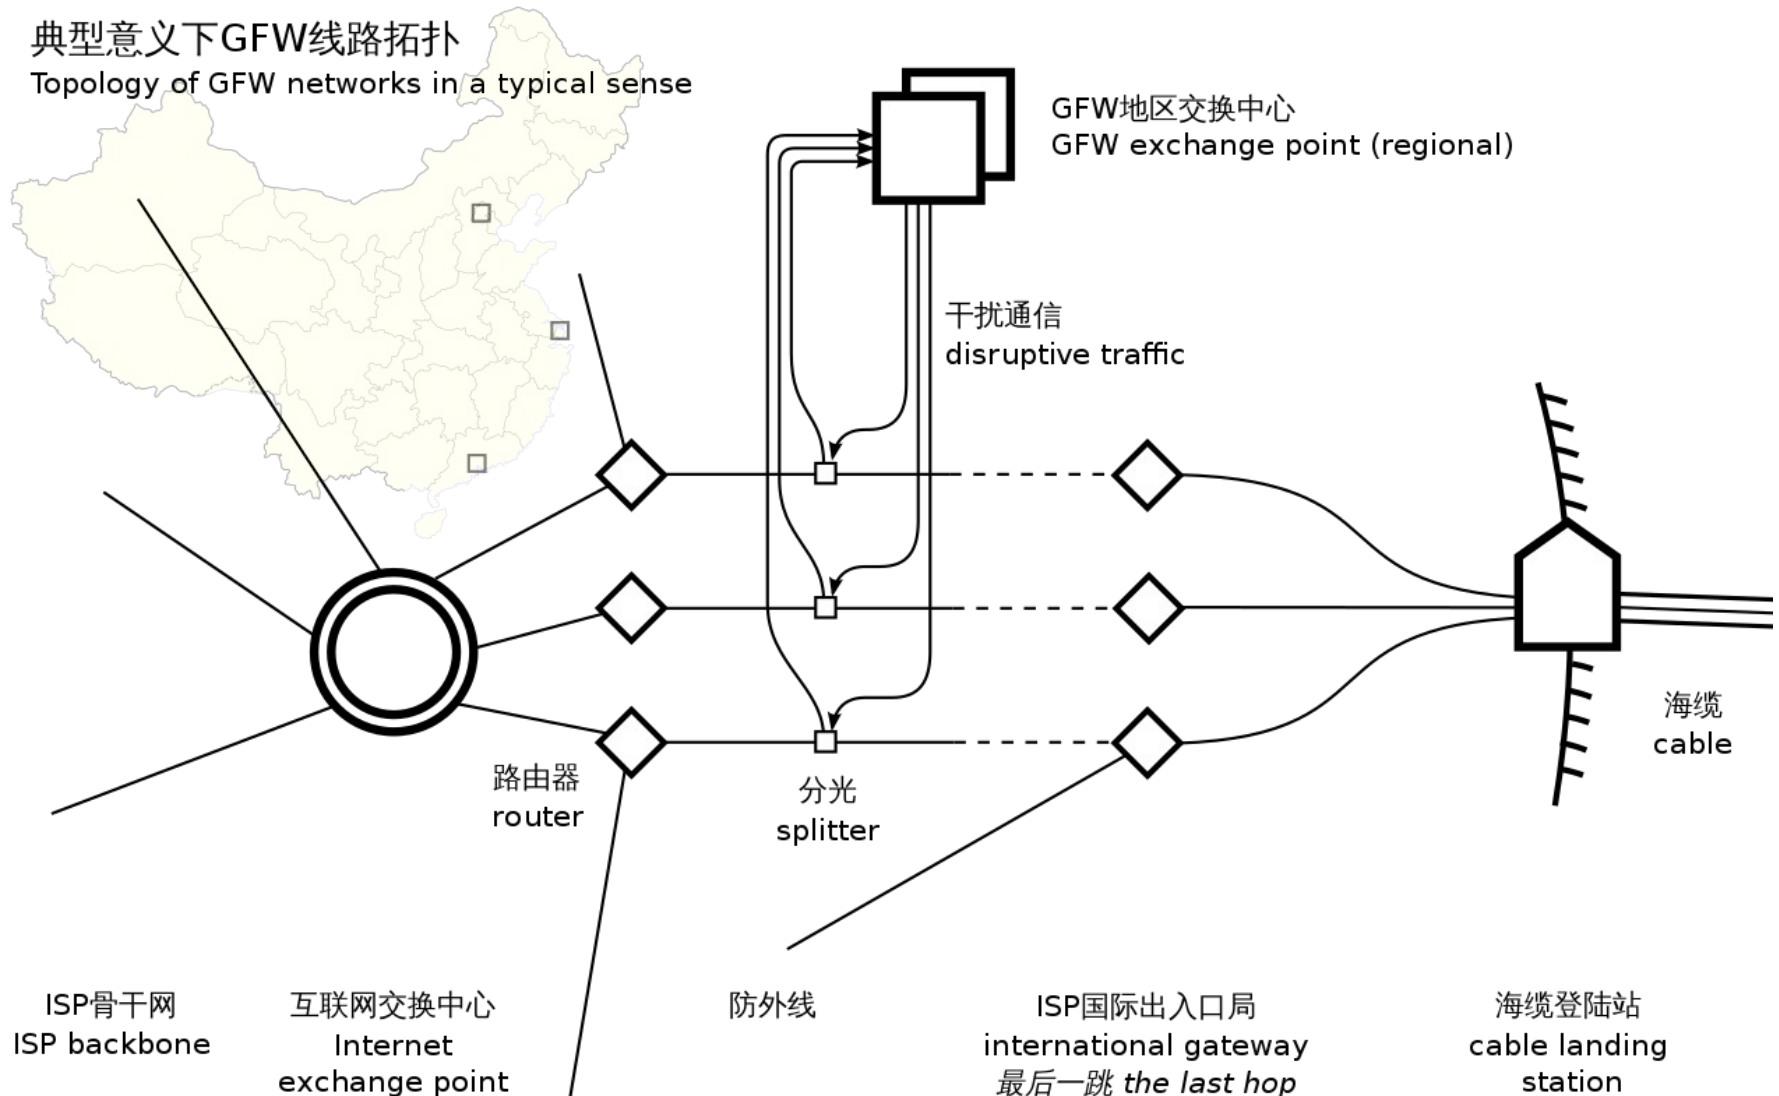 典型意义下GFW线路拓扑
Topology of GFW networks in a typical sense
GFW地区交换中心
GFW exchange point (regional)
干扰通信
disruptive traffic
海缆
cable
路由器
router
分光
splitter
ISP骨干网
ISP backbone
互联网交换中心
Internet
exchange point
防外线
ISP国际出入口局
international gateway
最后一跳 the last hop
海缆登陆站
cable landing
station